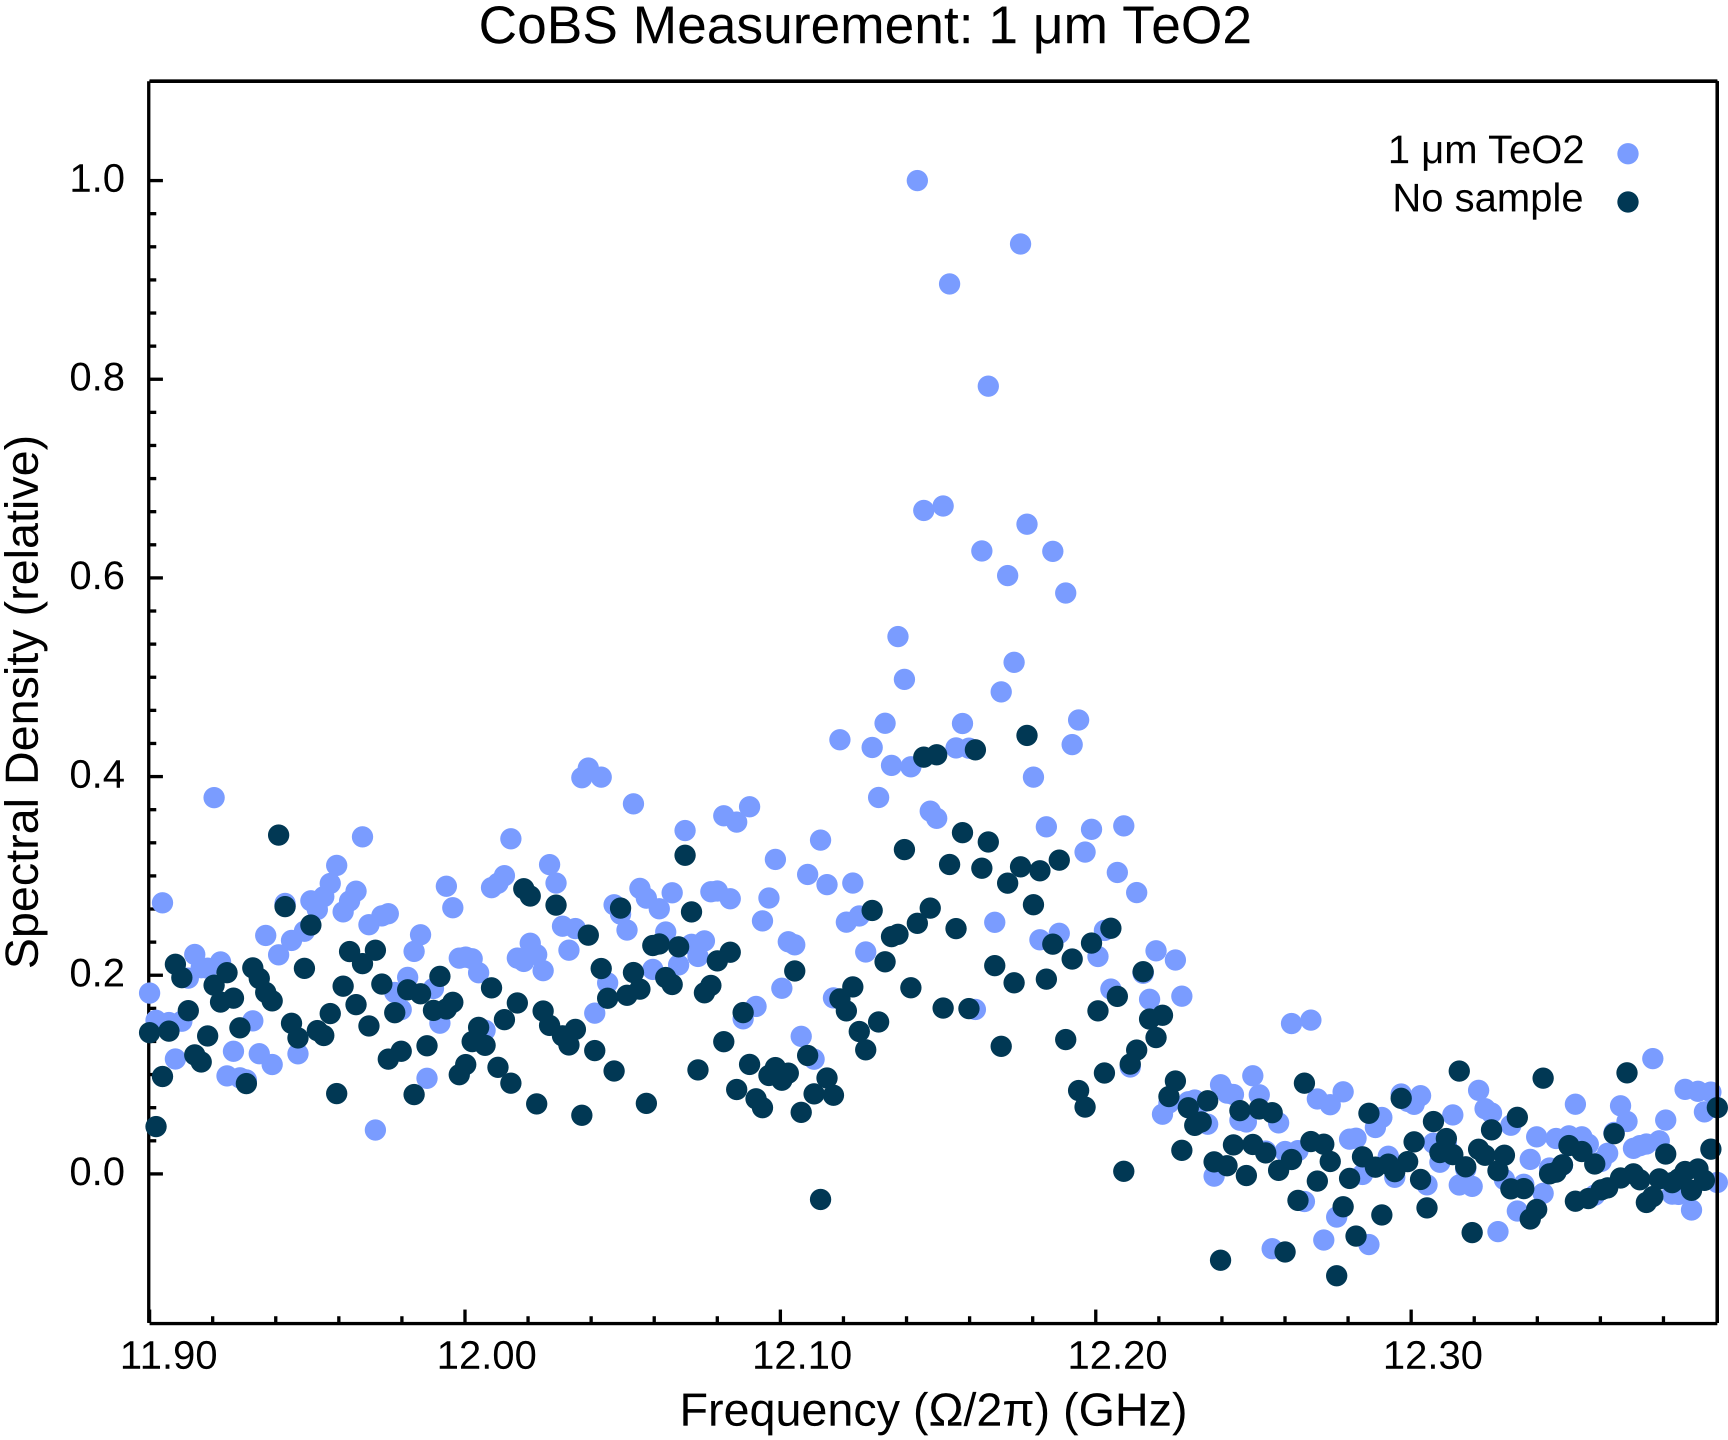 CoBS Measurement: 1 μm TeO2
1 μm TeO2
No sample
1.0
0.8
0.6
0.4
0.2
0.0
Spectral Density (relative)
11.90 12.00 12.10 12.20 12.30
Frequency (Ω/2π) (GHz)